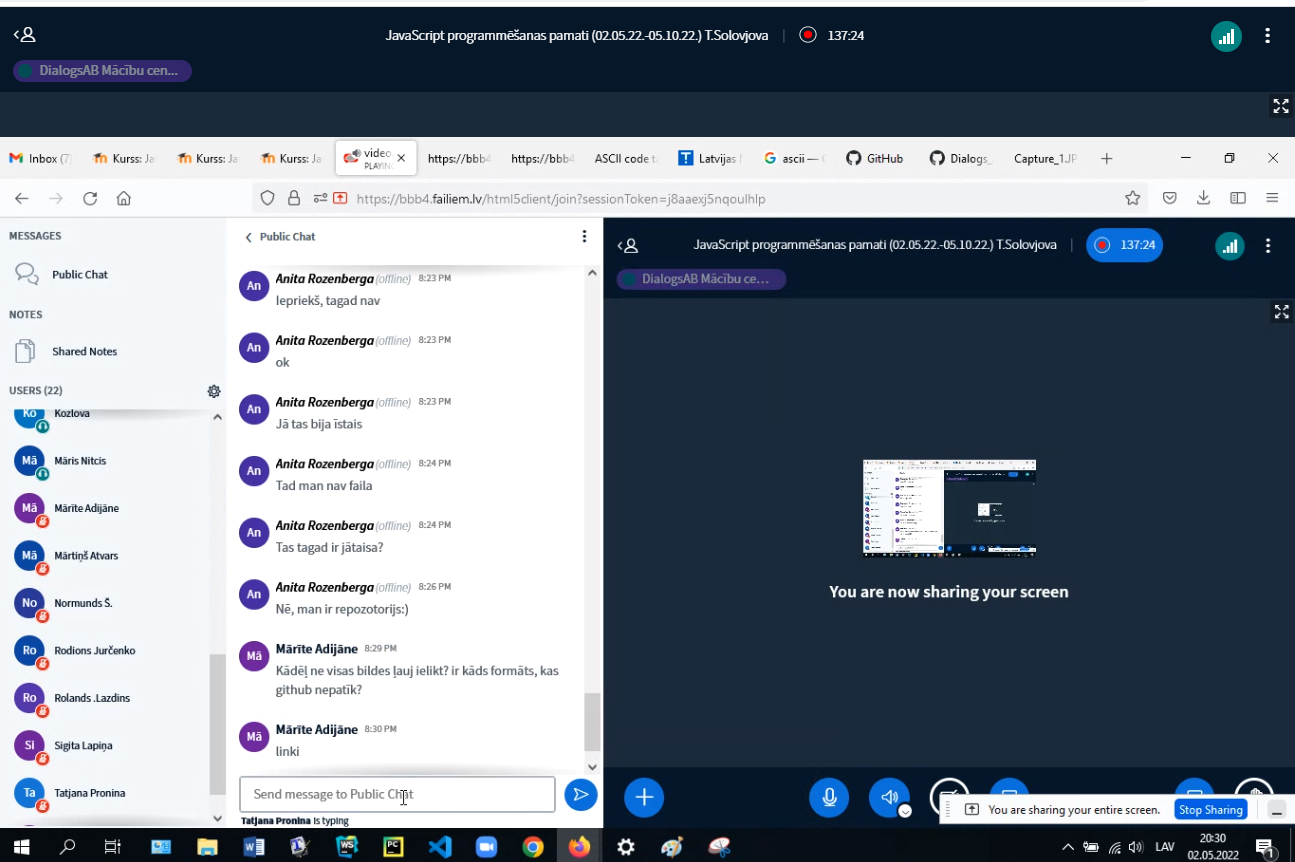 JavaScript programmēšanas pamati (02.05.22.-05.10.22.) T.Solovjova
137:24
DialogsAB Mācību cen...
Inbox (7)
Kurss: Ja
Kurss: Ja
Kurss: Ja
video
PLAYING
https://bbb4
https://bbb4
ASCII code ta
Latvijas
ascii — G
GitHub
Dialogs_
Capture_1.JP
https://bbb4.failiem.lv/html5client/join?sessionToken=j8aaexj5nqoulhlp
MESSAGES
Public Chat
NOTES
Shared Notes
USERS (22)
Ko Kozlova
Mā Māris Nitcis
Mā Mārīte Adijāne
Mā Mārtiņš Atvars
No Normunds Š.
Ro Rodions Jurčenko
Ro Rolands .Lazdins
Si Sigita Lapiņa
Ta Tatjana Pronina
Public Chat
An Anita Rozenberga (offline) 8:23 PM
Iepriekš, tagad nav
An Anita Rozenberga (offline) 8:23 PM
ok
An Anita Rozenberga (offline) 8:23 PM
Jā tas bija īstais
An Anita Rozenberga (offline) 8:24 PM
Tad man nav faila
An Anita Rozenberga (offline) 8:24 PM
Tas tagad ir jātaisa?
An Anita Rozenberga (offline) 8:26 PM
Nē, man ir repozotorijs:)
Mā Mārīte Adijāne 8:29 PM
Kādēļ ne visas bildes ļauj ielikt? ir kāds formāts, kas
github nepatīk?
Mā Mārīte Adijāne 8:30 PM
linki
Send message to Public Chat
Tatjana Pronina is typing
JavaScript programmēšanas pamati (02.05.22.-05.10.22.) T.Solovjova
137:24
DialogsAB Mācību ce...
You are now sharing your screen
You are sharing your entire screen.
Stop Sharing
LAV
20:30
02.05.2022